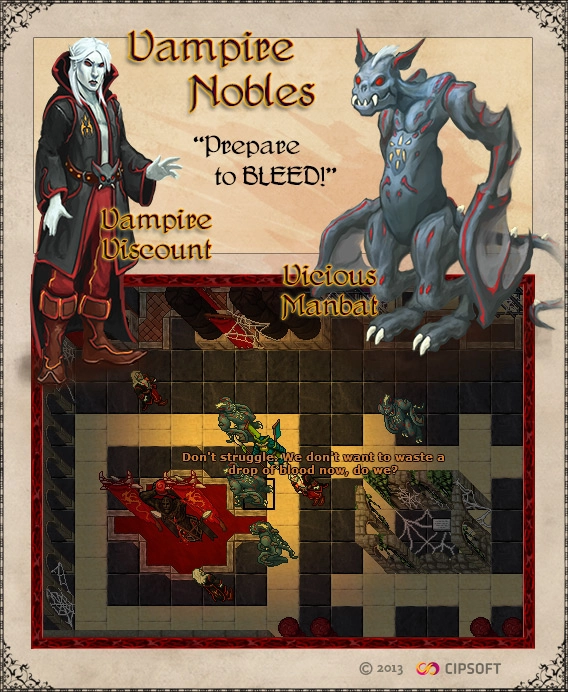 Vampire
Nobles
“Prepare
to BLEED!”
Vampire
Viscount
Vicious
Manbat
Don't struggle. We don't want to waste a
drop of blood now, do we?
© 2013 CIPSOFT